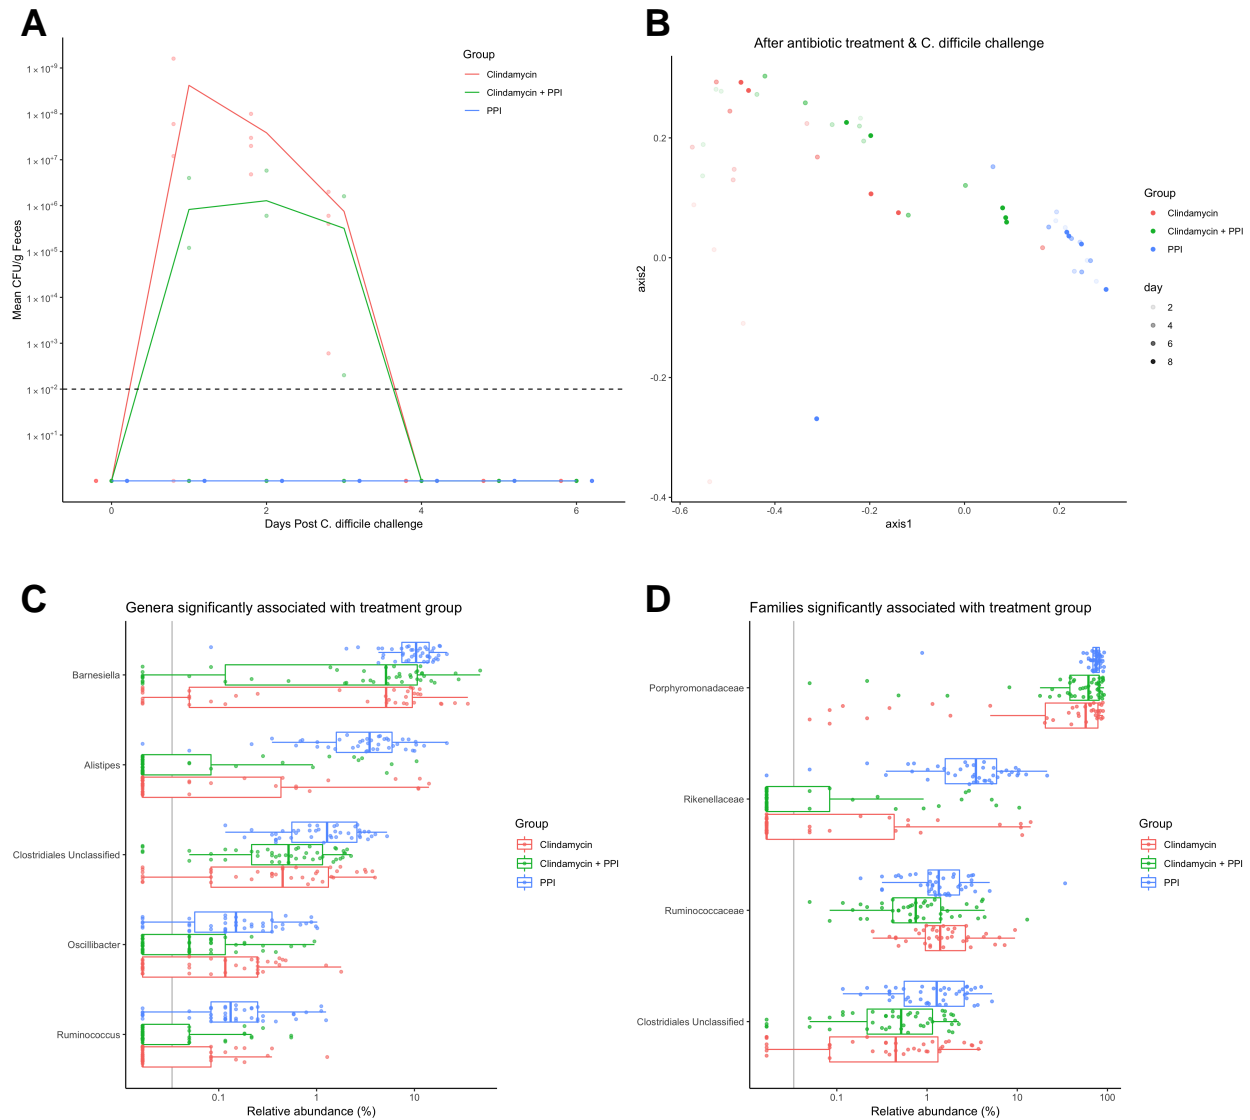 A
Group
Clindamycin
Clindamycin + PPI
PPI
Mean CFU/g Feces
1 × 10+9
1 × 10+8
1 × 10+7
1 × 10+6
1 × 10+5
1 × 10+4
1 × 10+3
1 × 10+2
1 × 10+1
0 2 4 6
Days Post C. difficile challenge
B
After antibiotic treatment & C. difficile challenge
axis2
0.2
0.0
-0.2
-0.4
-0.6 -0.4 -0.2 0.0 0.2
axis1
Group
Clindamycin
Clindamycin + PPI
PPI
day
2
4
6
8
C
Genera significantly associated with treatment group
Barnesiella
Alistipes
Clostridiales Unclassified
Oscillibacter
Ruminococcus
0.1 1 10
Relative abundance (%)
Group
Clindamycin
Clindamycin + PPI
PPI
D
Families significantly associated with treatment group
Porphyromonadaceae
Rikenellaceae
Ruminococcaceae
Clostridiales Unclassified
0.1 1 10 100
Relative abundance (%)
Group
Clindamycin
Clindamycin + PPI
PPI